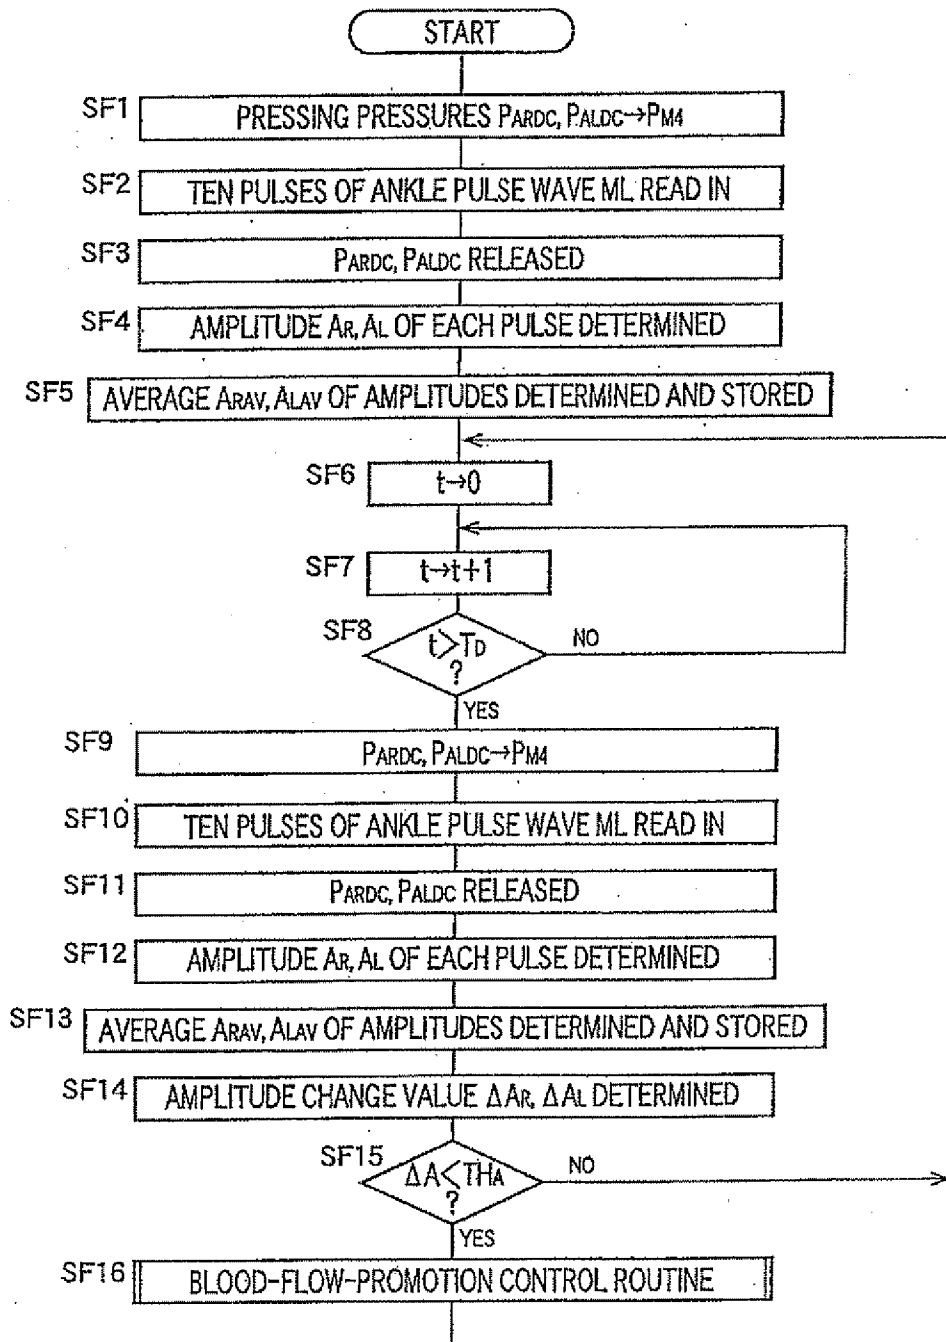 START
SF1 PRESSING PRESSURES PARDC, PALDC→PM4
SF2 TEN PULSES OF ANKLE PULSE WAVE ML READ IN
SF3 PARDC, PALDC RELEASED
SF4 AMPLITUDE AR, AL OF EACH PULSE DETERMINED
SF5 AVERAGE ARAV, ALAV OF AMPLITUDES DETERMINED AND STORED
SF6 t→0
SF7 t→t+1
SF8 t>TD ? NO
YES
SF9 PARDC, PALDC→PM4
SF10 TEN PULSES OF ANKLE PULSE WAVE ML READ IN
SF11 PARDC, PALDC RELEASED
SF12 AMPLITUDE AR, AL OF EACH PULSE DETERMINED
SF13 AVERAGE ARAV, ALAV OF AMPLITUDES DETERMINED AND STORED
SF14 AMPLITUDE CHANGE VALUE ΔAR, ΔAL DETERMINED
SF15 ΔA<THA ? NO
YES
SF16 BLOOD-FLOW-PROMOTION CONTROL ROUTINE